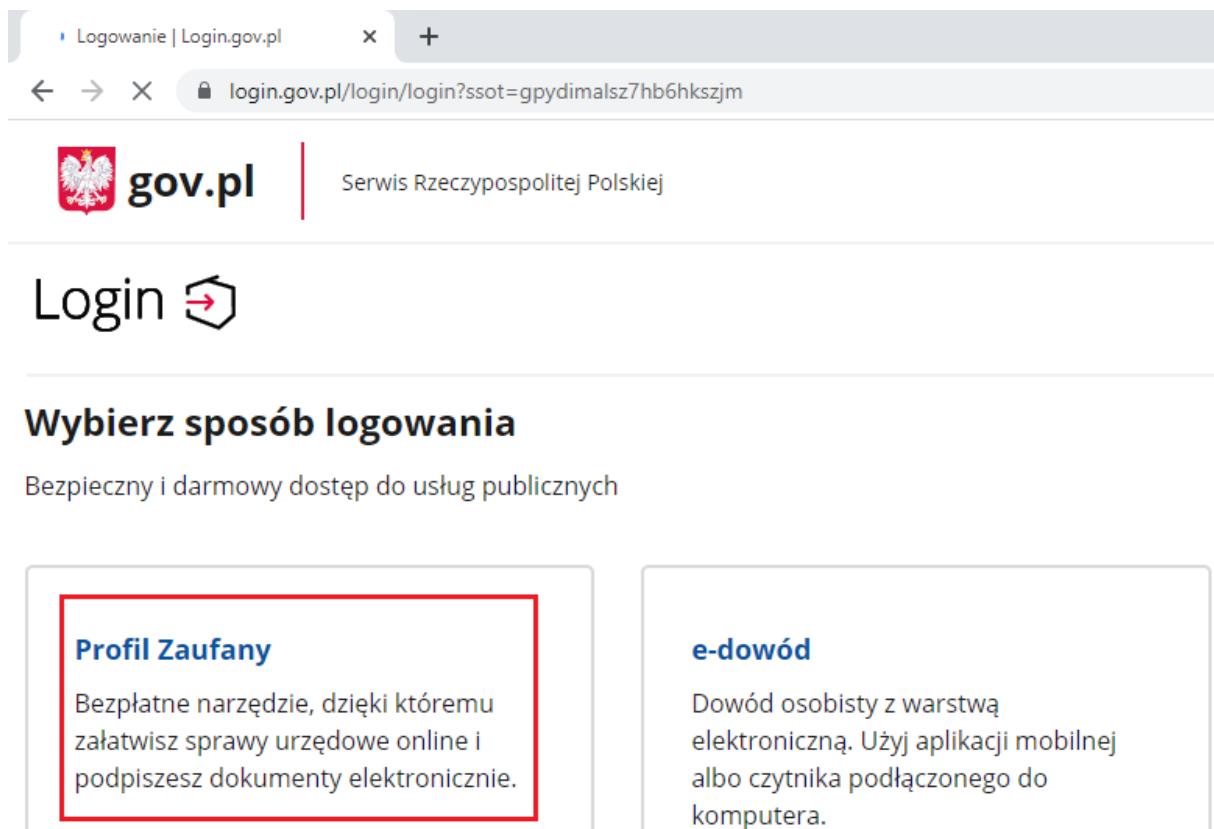 Logowanie | Login.gov.pl
login.gov.pl/login/login?ssot=gpydimalsz7hb6hkszjm
gov.pl
Serwis Rzeczypospolitej Polskiej
Login
Wybierz sposób logowania
Bezpieczny i darmowy dostęp do usług publicznych
Profil Zaufany
Bezpłatne narzędzie, dzięki któremu
załatwisz sprawy urzędowe online i
podpiszesz dokumenty elektronicznie.
e-dowód
Dowód osobisty z warstwą
elektroniczną. Użyj aplikacji mobilnej
albo czytnika podłączonego do
komputera.